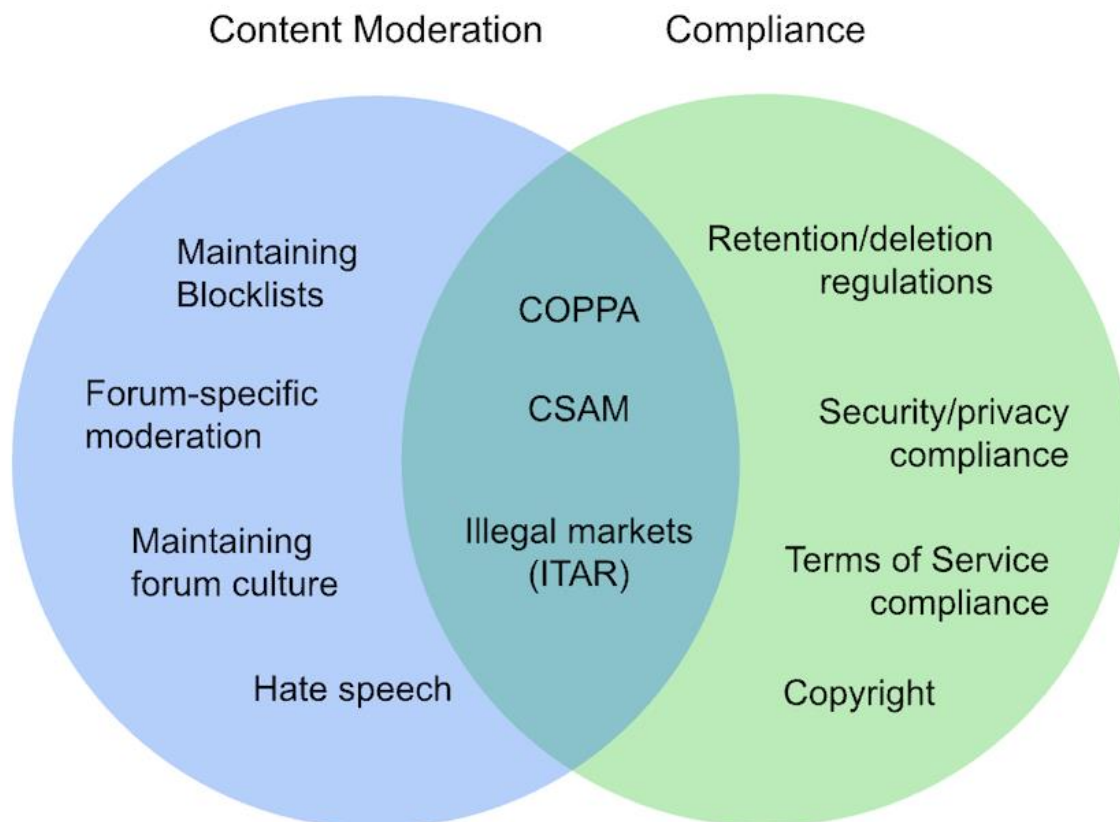 Content Moderation
Compliance
Maintaining
Blocklists
Forum-specific
moderation
Maintaining
forum culture
Hate speech
COPPA
CSAM
Illegal markets
(ITAR)
Retention/deletion
regulations
Security/privacy
compliance
Terms of Service
compliance
Copyright